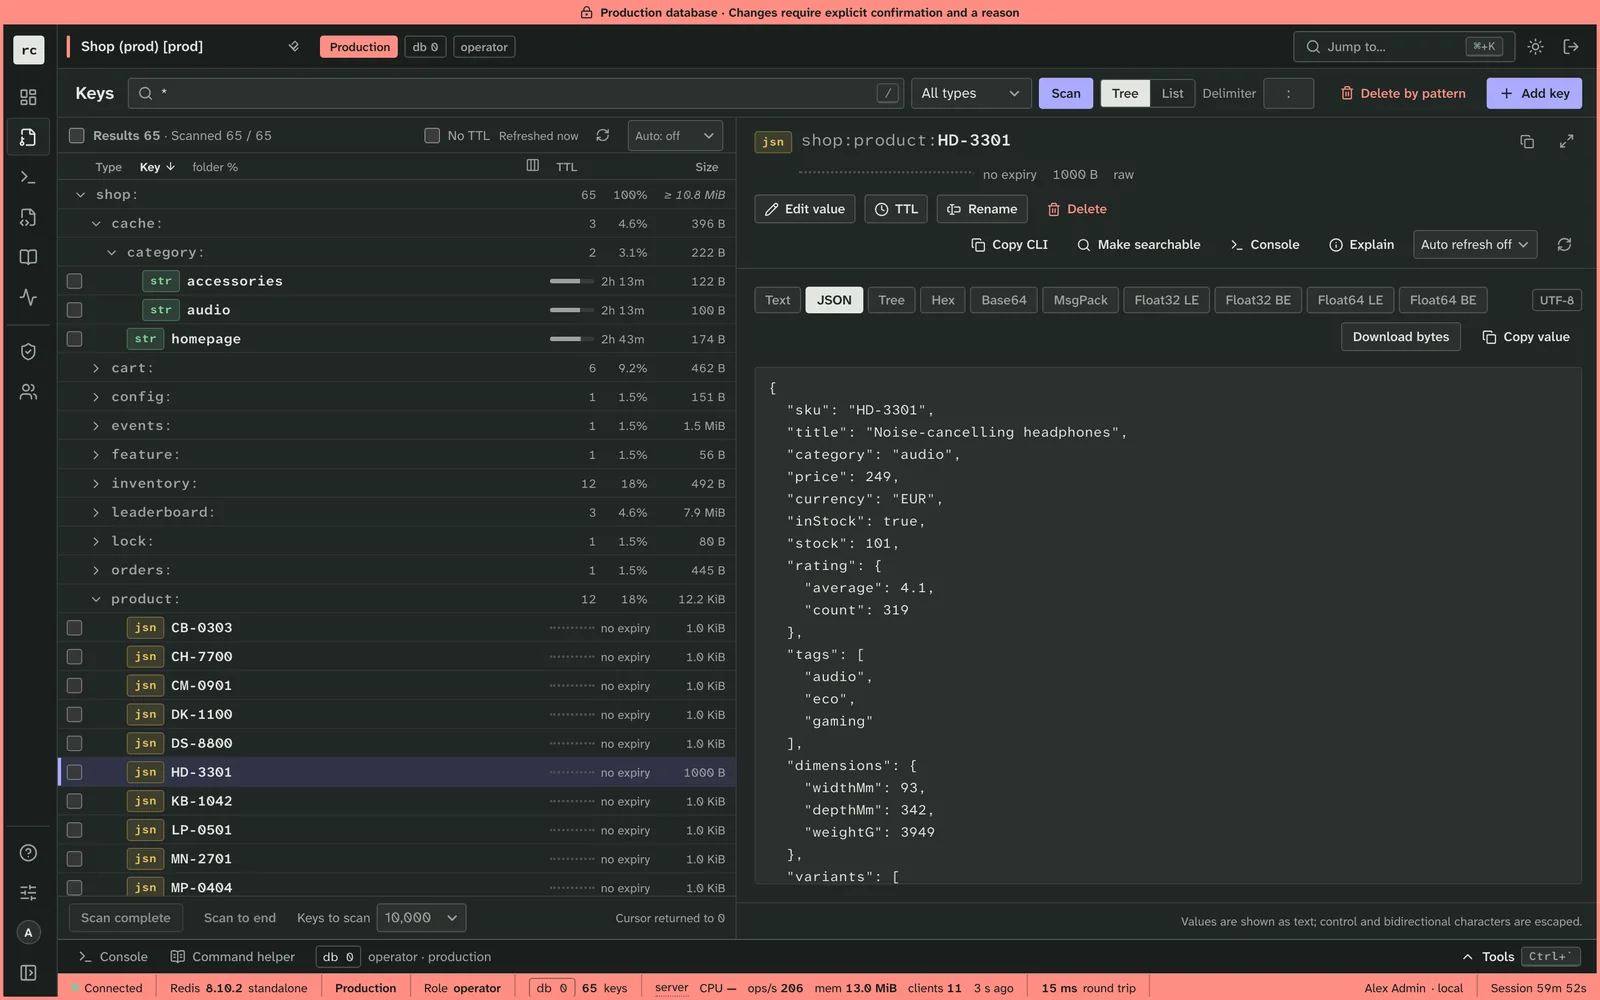 Production database · Changes require explicit confirmation and a reason
rc
Shop (prod) [prod]
Production
db 0
operator
Jump to...
⌘+K
Keys
*
/
All types
Scan
Tree
List
Delimiter
:
Delete by pattern
+ Add key
Results 65 · Scanned 65 / 65
No TTL
Refreshed now
Auto: off
Type
Key ↓
folder %
TTL
Size
shop: 65 100% ≥ 10.8 MiB
cache: 3 4.6% 396 B
category: 2 3.1% 222 B
str accessories 2h 13m 122 B
str audio 2h 13m 100 B
str homepage 2h 43m 174 B
cart: 6 9.2% 462 B
config: 1 1.5% 151 B
events: 1 1.5% 1.5 MiB
feature: 1 1.5% 56 B
inventory: 12 18% 492 B
leaderboard: 3 4.6% 7.9 MiB
lock: 1 1.5% 80 B
orders: 1 1.5% 445 B
product: 12 18% 12.2 KiB
jsn CB-0303 no expiry 1.0 KiB
jsn CH-7700 no expiry 1.0 KiB
jsn CM-0901 no expiry 1.0 KiB
jsn DK-1100 no expiry 1.0 KiB
jsn DS-8800 no expiry 1.0 KiB
jsn HD-3301 no expiry 1000 B
jsn KB-1042 no expiry 1.0 KiB
jsn LP-0501 no expiry 1.0 KiB
jsn MN-2701 no expiry 1.0 KiB
jsn MP-0404 no expiry 1.0 KiB
Scan complete
Scan to end
Keys to scan
10,000
Cursor returned to 0
jsn shop:product:HD-3301
no expiry 1000 B raw
Edit value
TTL
Rename
Delete
Copy CLI
Make searchable
Console
Explain
Auto refresh off
Text
JSON
Tree
Hex
Base64
MsgPack
Float32 LE
Float32 BE
Float64 LE
Float64 BE
UTF-8
Download bytes
Copy value
{
"sku": "HD-3301",
"title": "Noise-cancelling headphones",
"category": "audio",
"price": 249,
"currency": "EUR",
"inStock": true,
"stock": 101,
"rating": {
"average": 4.1,
"count": 319
},
"tags": [
"audio",
"eco",
"gaming"
],
"dimensions": {
"widthMm": 93,
"depthMm": 342,
"weightG": 3949
},
"variants": [
Values are shown as text; control and bidirectional characters are escaped.
A
Console
Command helper
db 0
operator · production
Tools
Ctrl+`
Connected
Redis 8.10.2 standalone
Production
Role operator
db 0 65 keys
server CPU — ops/s 206 mem 13.0 MiB clients 11 3 s ago
15 ms round trip
Alex Admin · local
Session 59m 52s